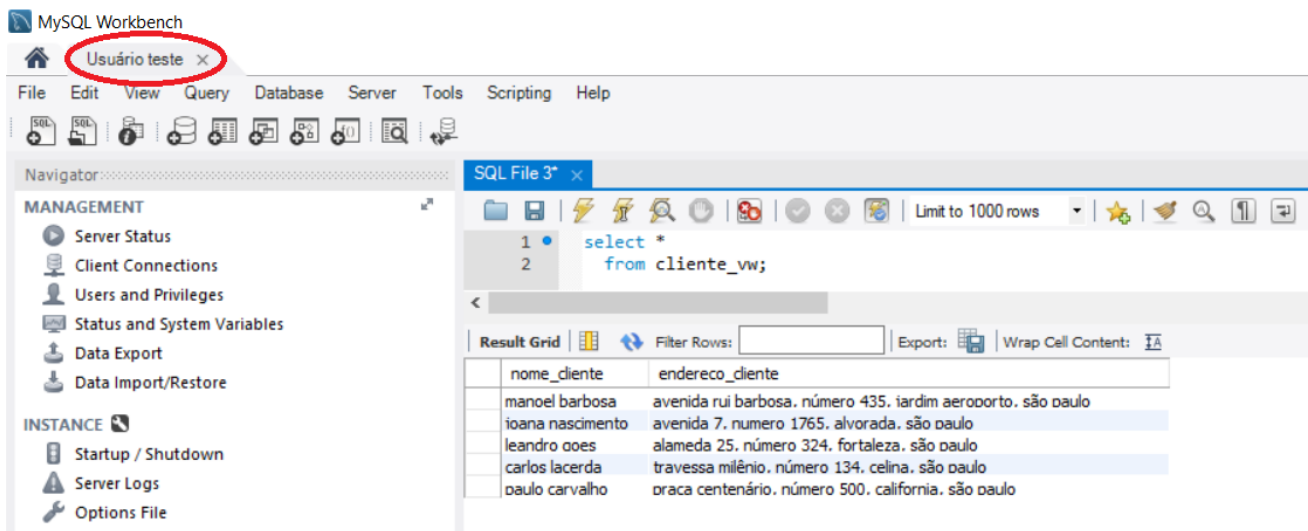 MySQL Workbench
Usuário teste ×
File Edit View Query Database Server Tools Scripting Help
Navigator
SQL File 3* ×
MANAGEMENT
Server Status
Client Connections
Users and Privileges
Status and System Variables
Data Export
Data Import/Restore
INSTANCE
Startup / Shutdown
Server Logs
Options File
Limit to 1000 rows
1 select *
2 from cliente_vw;
Result Grid Filter Rows: Export: Wrap Cell Content:
nome_cliente endereco_cliente
manoel barbosa avenida rui barbosa, número 435, jardim aeroporto, são paulo
joana nascimento avenida 7, numero 1765, alvorada, são paulo
leandro goes alameda 25, número 324, fortaleza, são paulo
carlos lacerda travessa milênio, número 134, celina, são paulo
paulo carvalho praça centenário, número 500, california, são paulo